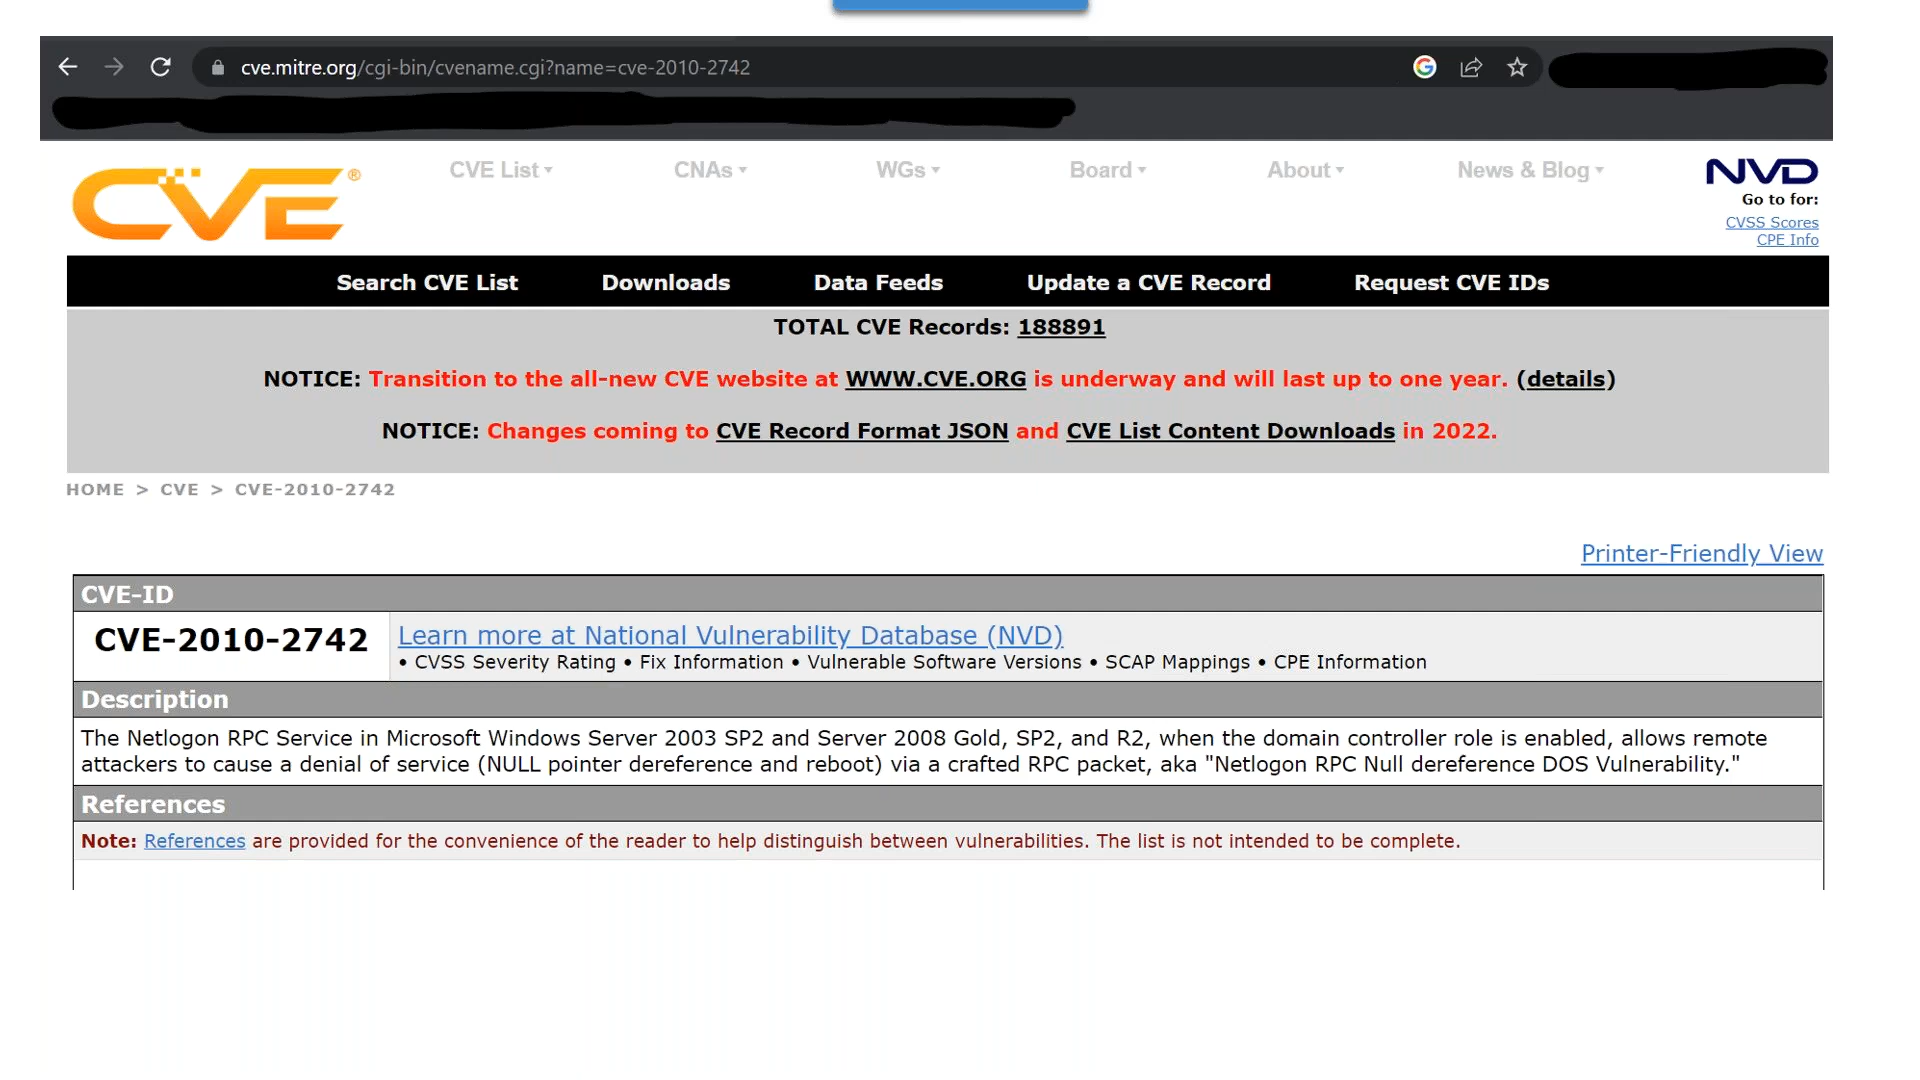 cve.mitre.org/cgi-bin/cvename.cgi?name=cve-2010-2742
CVE®
CVE List
CNAs
WGs
Board
About
News & Blog
NVD
Go to for:
CVSS Scores
CPE Info
Search CVE List
Downloads
Data Feeds
Update a CVE Record
Request CVE IDs
TOTAL CVE Records: 188891
NOTICE: Transition to the all-new CVE website at WWW.CVE.ORG is underway and will last up to one year. (details)
NOTICE: Changes coming to CVE Record Format JSON and CVE List Content Downloads in 2022.
HOME > CVE > CVE-2010-2742
Printer-Friendly View
CVE-ID
CVE-2010-2742
Learn more at National Vulnerability Database (NVD)
• CVSS Severity Rating • Fix Information • Vulnerable Software Versions • SCAP Mappings • CPE Information
Description
The Netlogon RPC Service in Microsoft Windows Server 2003 SP2 and Server 2008 Gold, SP2, and R2, when the domain controller role is enabled, allows remote
attackers to cause a denial of service (NULL pointer dereference and reboot) via a crafted RPC packet, aka "Netlogon RPC Null dereference DOS Vulnerability."
References
Note: References are provided for the convenience of the reader to help distinguish between vulnerabilities. The list is not intended to be complete.